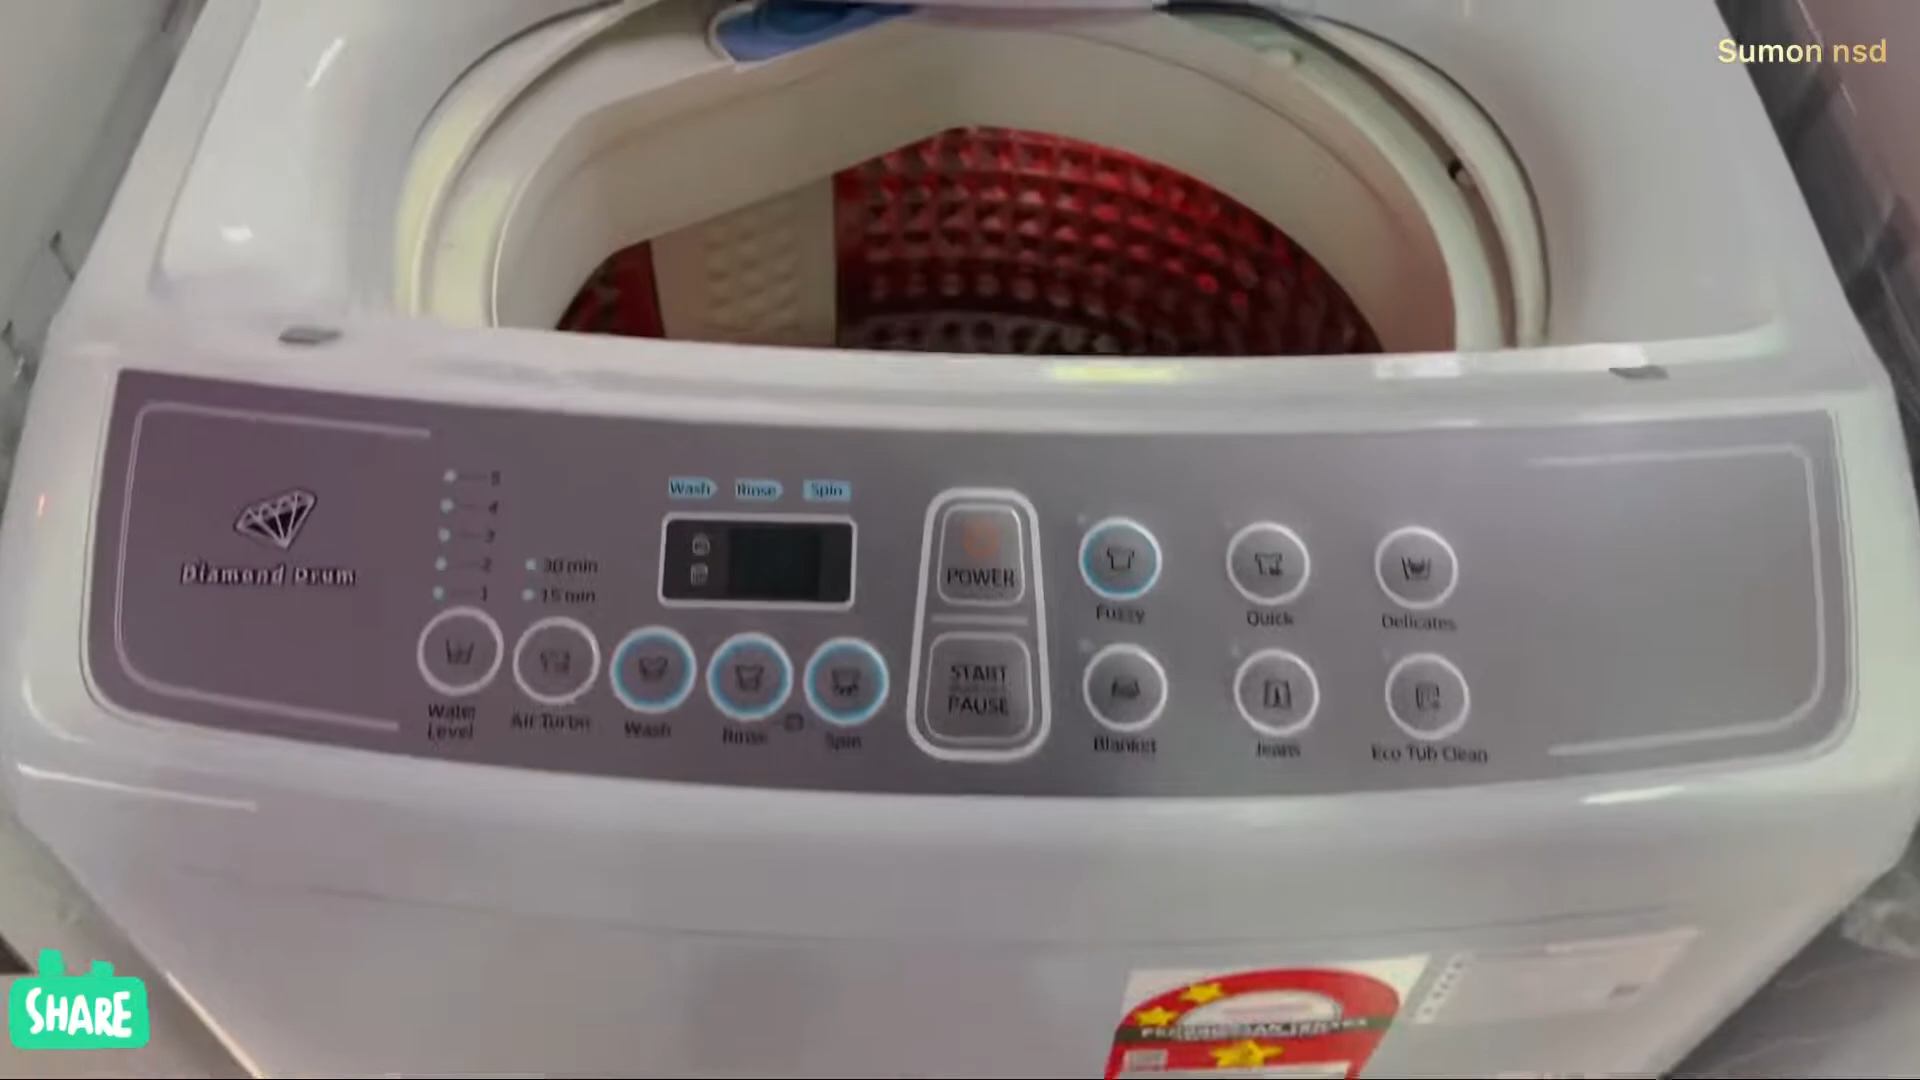 Sumon nsd
Diamond Drum
5
4
3
2
1
30 min
15 min
Wash
Rinse
Spin
POWER
START
PAUSE
Water
Level
Air Turbo
Wash
Rinse
Spin
Fuzzy
Quick
Delicates
Blanket
Jeans
Eco Tub Clean
SHARE